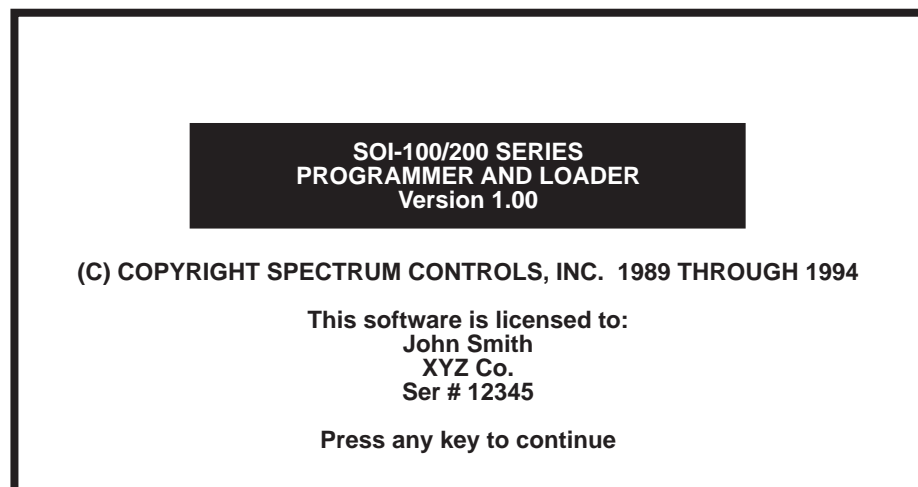 SOI-100/200 SERIES
PROGRAMMER AND LOADER
Version 1.00
(C) COPYRIGHT SPECTRUM CONTROLS, INC.  1989 THROUGH 1994
This software is licensed to:
John Smith
XYZ Co.
Ser # 12345
Press any key to continue